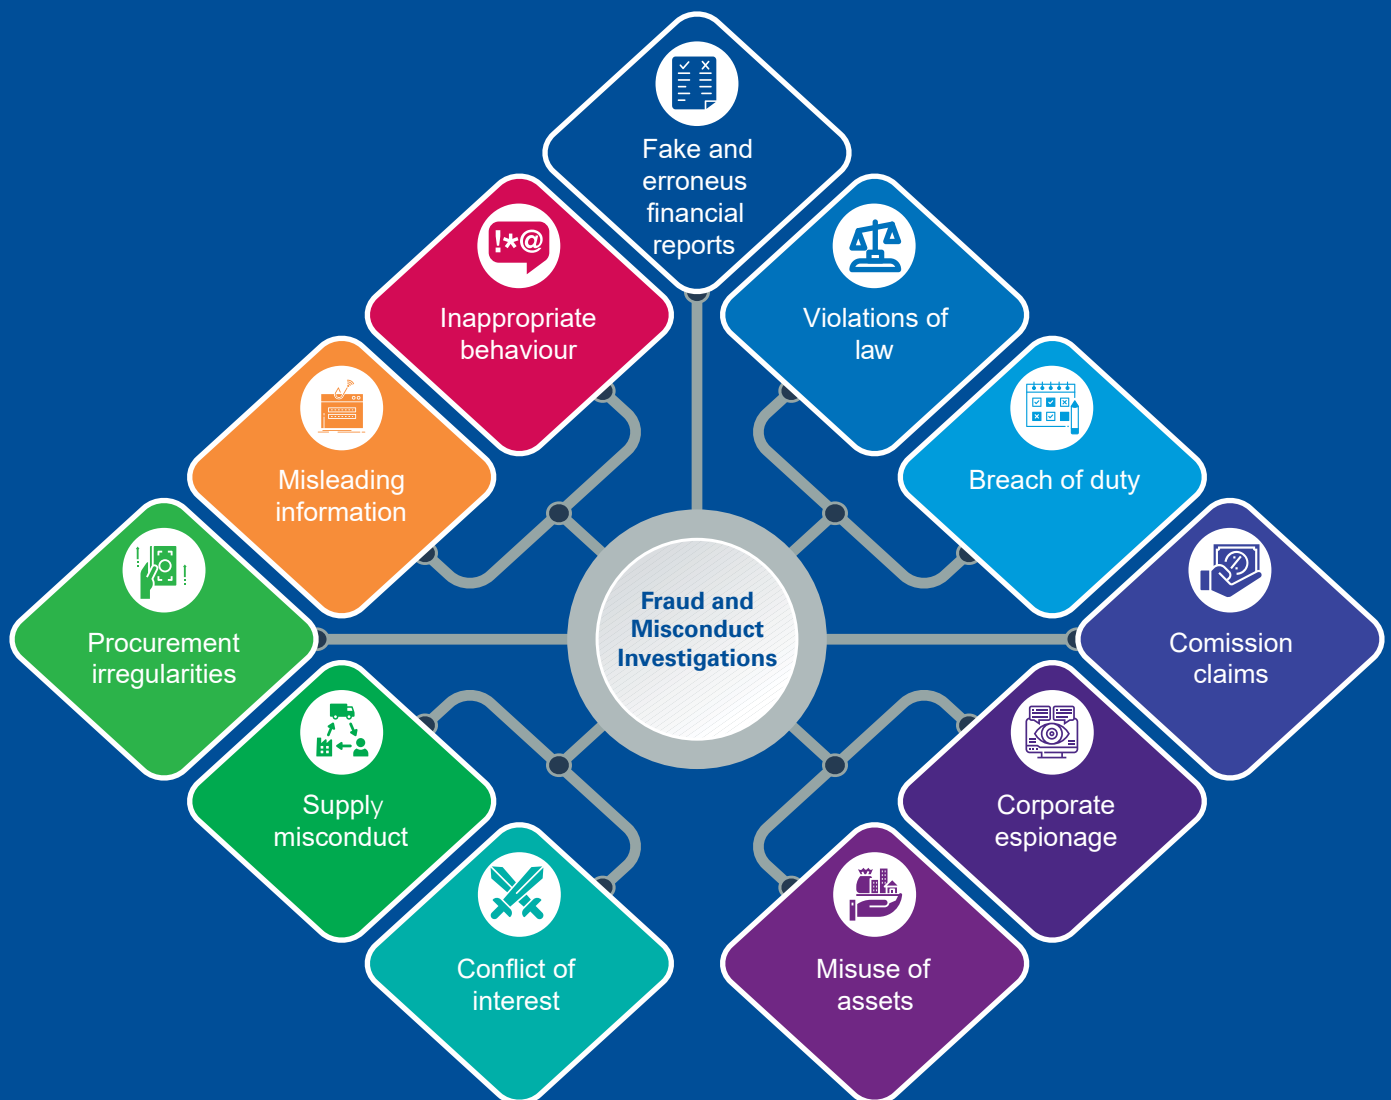 Fake and
erroneus
financial
reports
!*@
Inappropriate
behaviour
Violations of
law
Misleading
information
Breach of duty
Procurement
irregularities
Fraud and
Misconduct
Investigations
Comission
claims
Supply
misconduct
Corporate
espionage
Conflict of
interest
Misuse of
assets